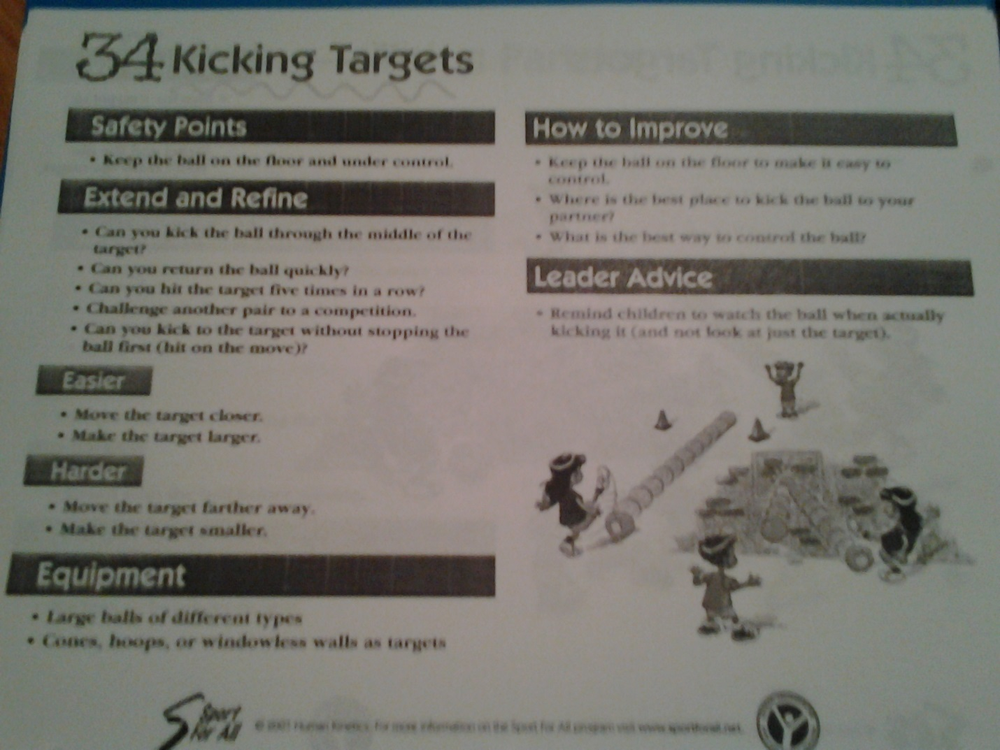 34 Kicking Targets
Safety Points
• Keep the ball on the floor and under control.
Extend and Refine
• Can you kick the ball through the middle of the
target?
• Can you return the ball quickly?
• Can you hit the target five times in a row?
• Challenge another pair to a competition.
• Can you kick to the target without stopping the
ball first (hit on the move)?
Easier
• Move the target closer.
• Make the target larger.
Harder
• Move the target farther away.
• Make the target smaller.
Equipment
• Large balls of different types
• Cones, hoops, or windowless walls as targets
How to Improve
• Keep the ball on the floor to make it easy to
control.
• Where is the best place to kick the ball to your
partner?
• What is the best way to control the ball?
Leader Advice
• Remind children to watch the ball when actually
kicking it (and not look at just the target).
Sport
For All
© 2001 Human Kinetics. For more information on the Sport For All program visit www.sportforall.net.